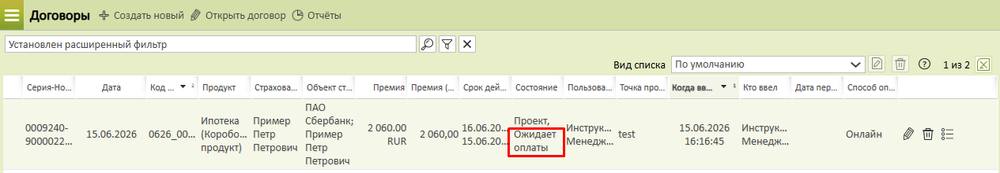 Договоры + Создать новый Открыть договор Отчёты
Установлен расширенный фильтр
Вид списка По умолчанию 1 из 2
Серия-Но... Дата Код ... 2 Продукт Страхова... Объект ст... Премия Премия (... Срок дей... Состояние Пользова... Точка про... Когда вв... 1 Кто ввел Дата пер... Способ оп...
0009240-
9000022...
15.06.2026
0626_00...
Ипотека
(Коробо...
продукт)
Пример
Петр
Петрович
ПАО
Сбербанк;
Пример
Петр
Петрович
2 060.00
RUR
2 060,00
16.06.20...
15.06.20...
Проект,
Ожидает
оплаты
Инструк...
Менедж...
test
15.06.2026
16:16:45
Инструк...
Менедж...
Онлайн